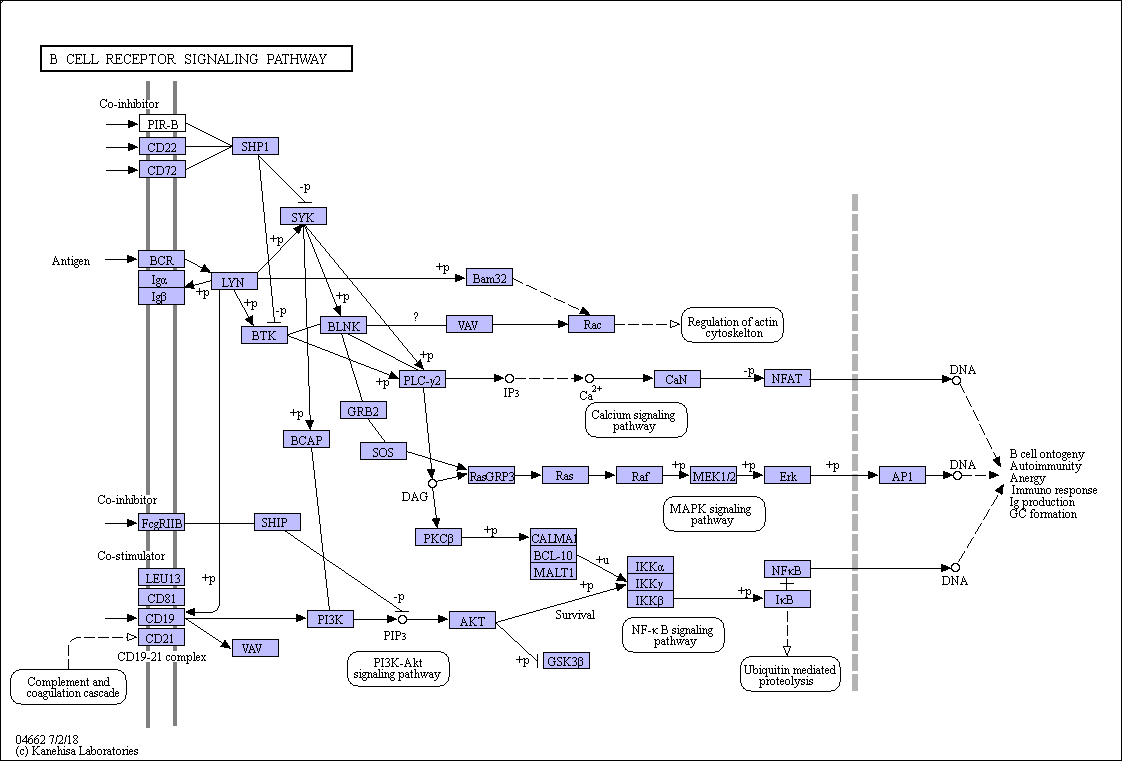 B CELL RECEPTOR SIGNALING PATHWAY
Co-inhibitor
PIR-B
CD22
SHP1
CD72
-p
SYK
+p
Antigen
BCR
Igα
LYN
+p
Bam32
Igβ
+p
+p
+p
-p
?
BTK
BLNK
VAV
Rac
Regulation of actin
cytoskelton
+p
+p
PLC-γ2
IP3
Ca2+
CaN
-p
NFAT
DNA
GRB2
Calcium signaling
pathway
+p
BCAP
SOS
RasGRP3
Ras
Raf
+p
MEK1/2
+p
Erk
+p
AP1
DNA
B cell ontogeny
Autoimmunity
Anergy
Immuno response
Ig production
GC formation
DAG
MAPK signaling
pathway
Co-inhibitor
FcgRIIB
SHIP
PKCβ
+p
CALMA1
BCL-10
MALT1
+u
Co-stimulator
LEU13
+p
CD81
CD19
CD21
CD19-21 complex
VAV
PI3K
-p
PIP3
AKT
+p
Survival
IKKα
IKKγ
IKKβ
+p
NFκB
IκB
DNA
+p
GSK3β
PI3K-Akt
signaling pathway
NF-κ B signaling
pathway
Ubiquitin mediated
proteolysis
Complement and
coagulation cascade
04662 7/2/18
(c) Kanehisa Laboratories